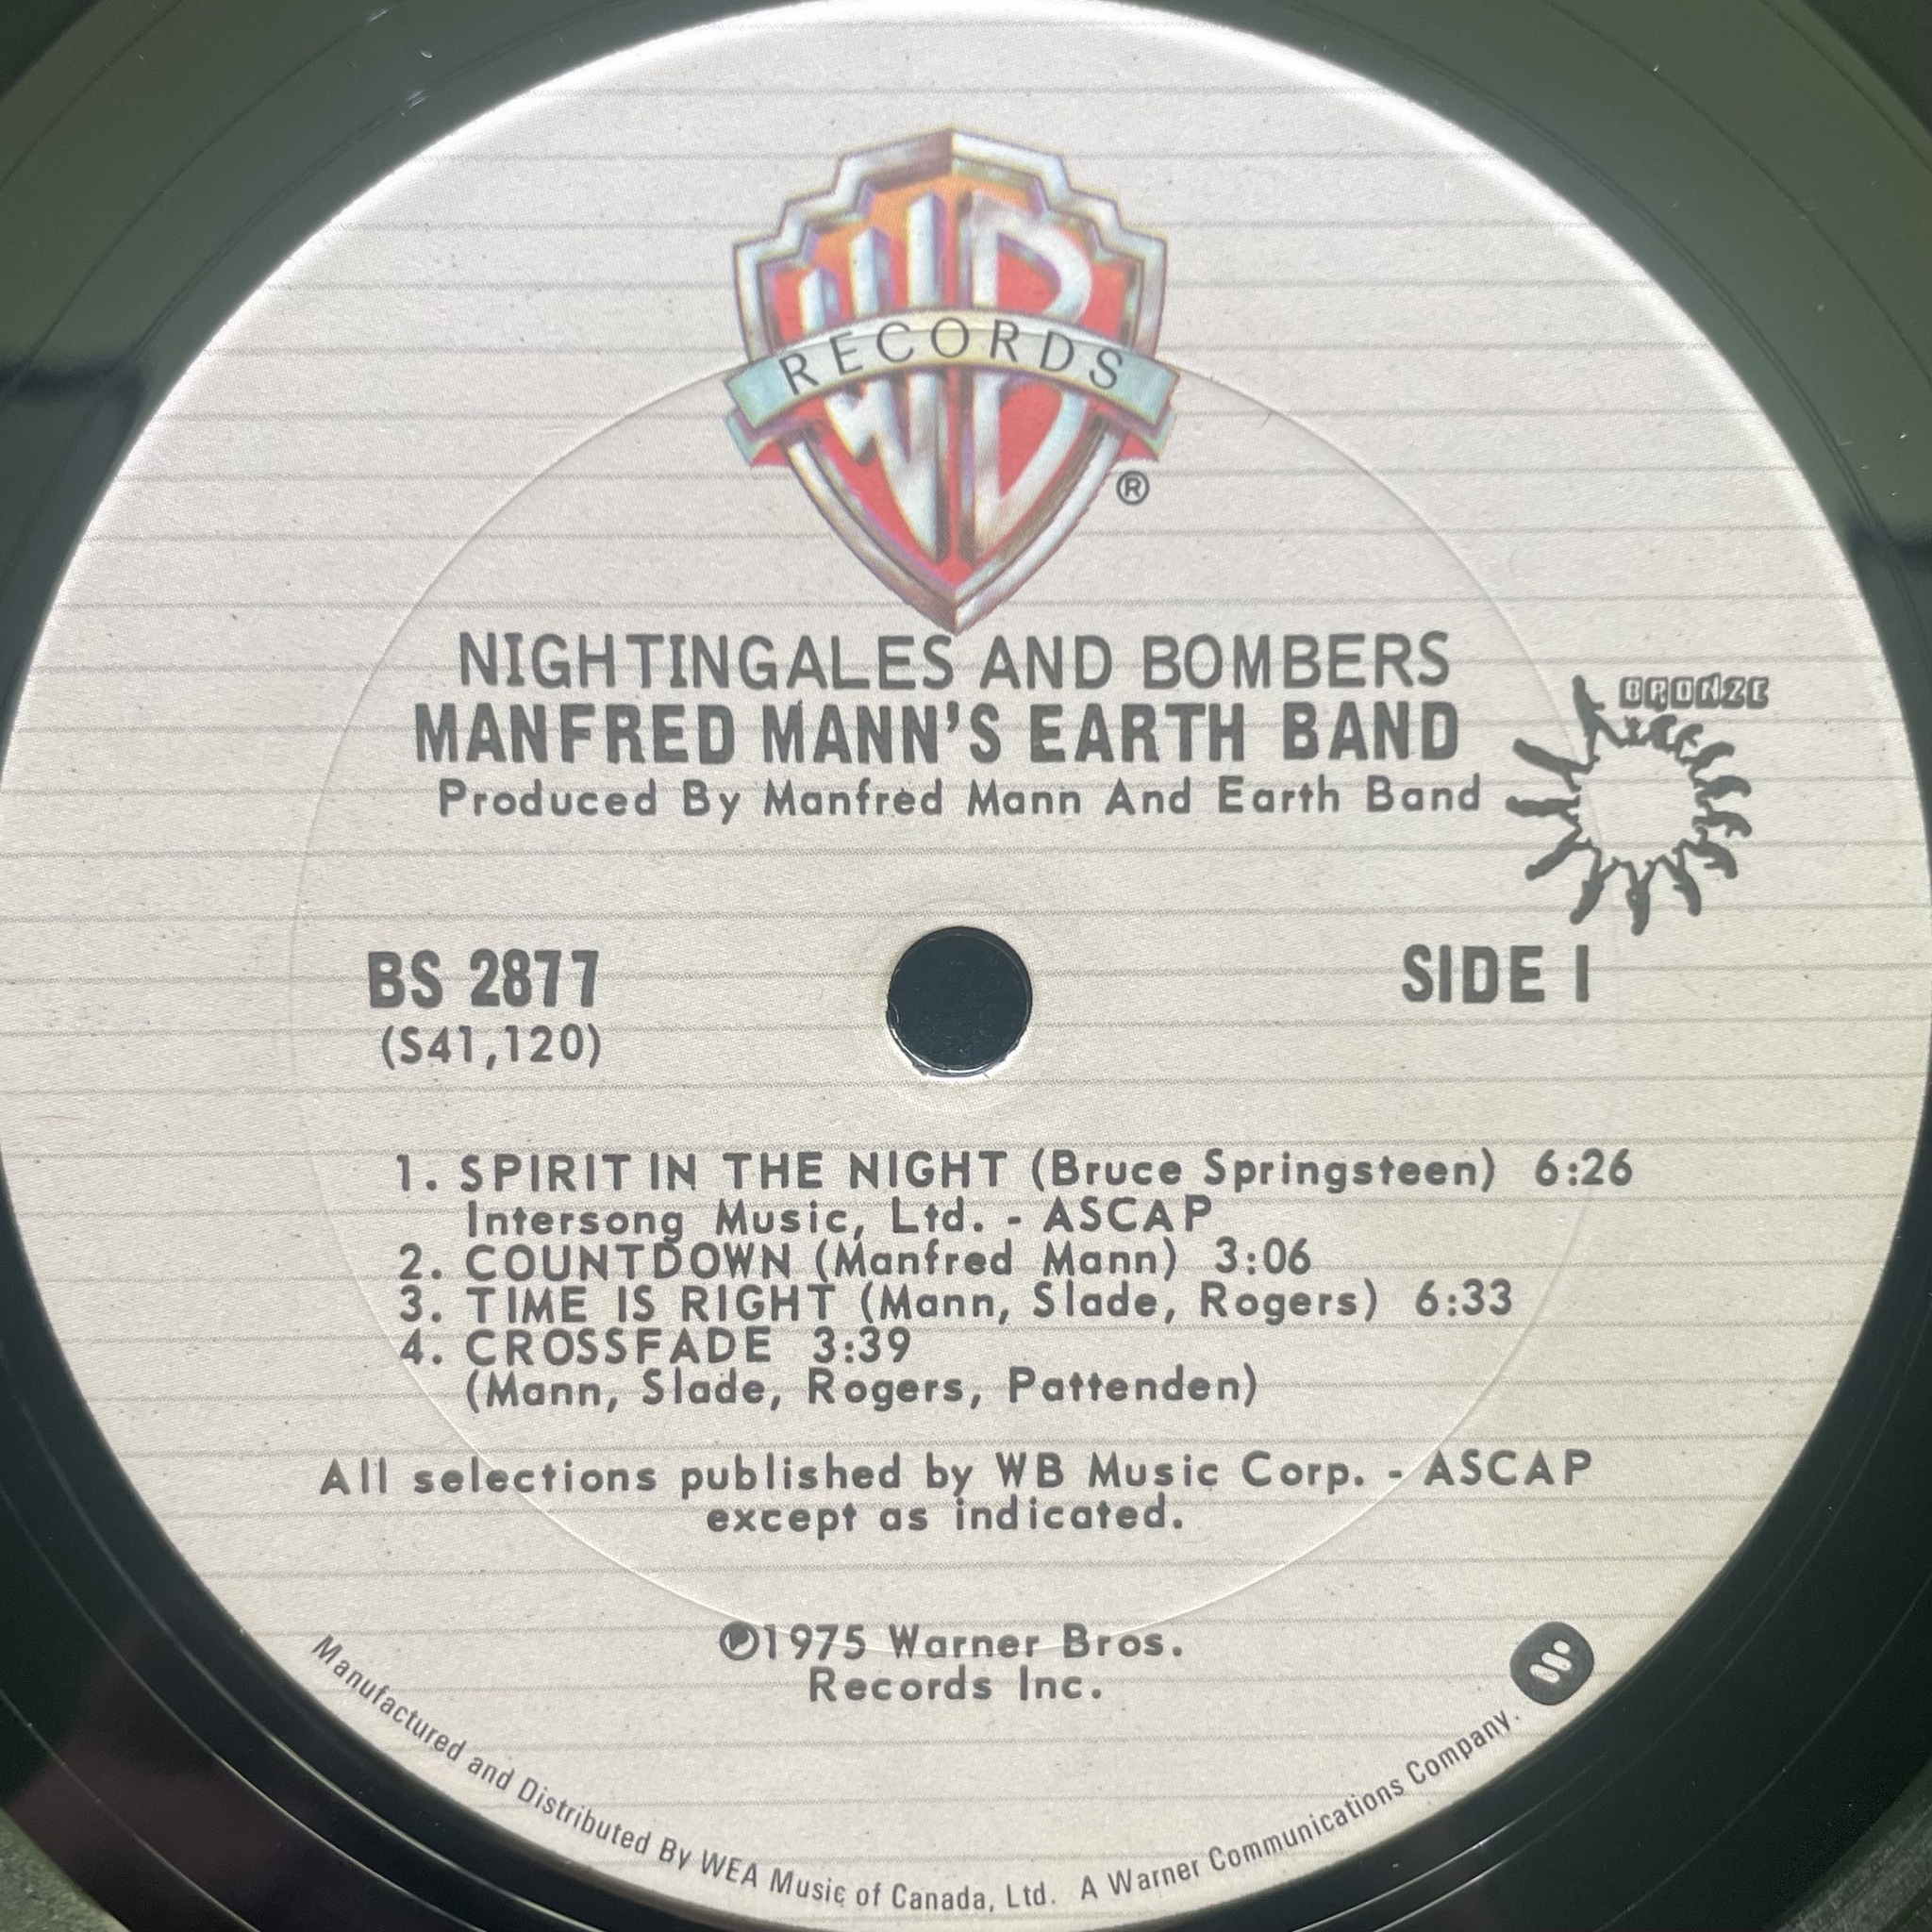 WB
RECORDS
®
NIGHTINGALES AND BOMBERS
MANFRED MANN'S EARTH BAND
Produced By Manfred Mann And Earth Band
BRONZE
BS 2877
(S41,120)
SIDE I
1. SPIRIT IN THE NIGHT (Bruce Springsteen) 6:26
Intersong Music, Ltd. - ASCAP
2. COUNTDOWN (Manfred Mann) 3:06
3. TIME IS RIGHT (Mann, Slade, Rogers) 6:33
4. CROSSFADE 3:39
(Mann, Slade, Rogers, Pattenden)
All selections published by WB Music Corp. - ASCAP
except as indicated.
℗1975 Warner Bros.
Records Inc.
Manufactured and Distributed By WEA Music of Canada, Ltd. A Warner Communications Company.